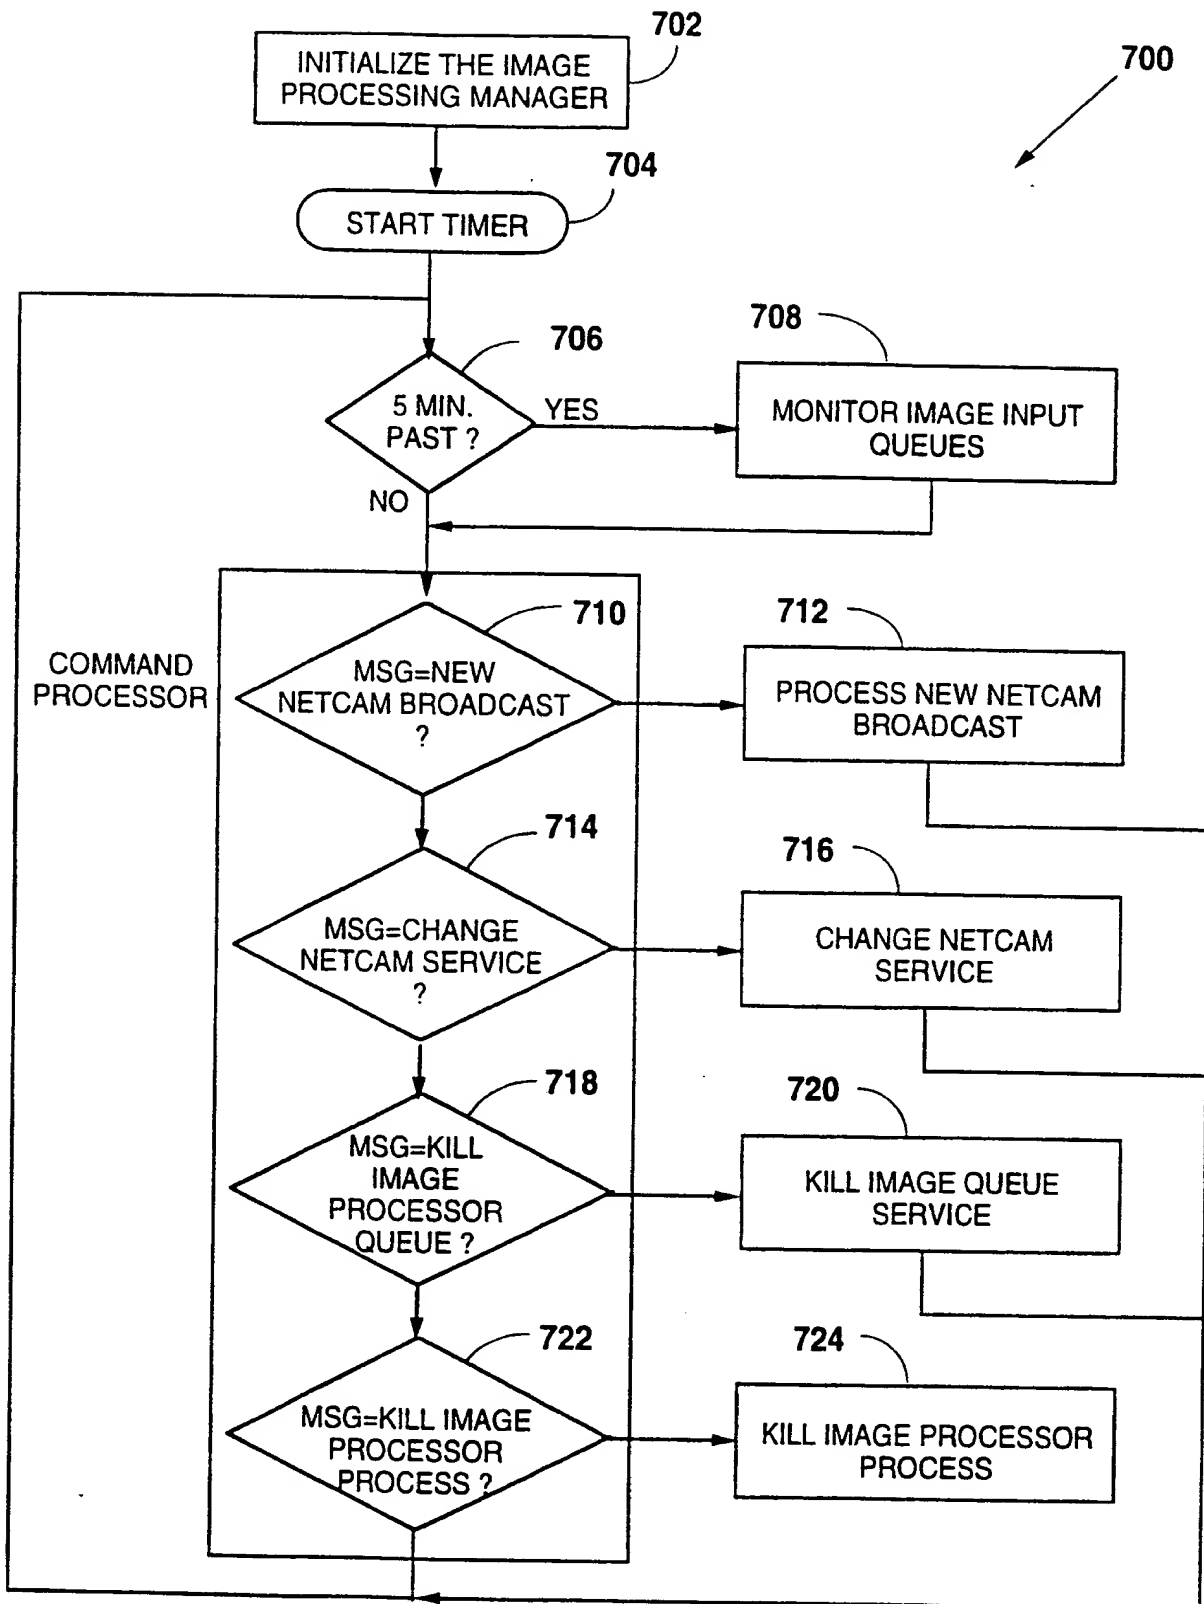 702
INITIALIZE THE IMAGE
PROCESSING MANAGER
700
704
START TIMER
706
5 MIN.
PAST ?
YES
NO
708
MONITOR IMAGE INPUT
QUEUES
COMMAND
PROCESSOR
710
MSG=NEW
NETCAM BROADCAST
?
712
PROCESS NEW NETCAM
BROADCAST
714
MSG=CHANGE
NETCAM SERVICE
?
716
CHANGE NETCAM
SERVICE
718
MSG=KILL
IMAGE
PROCESSOR
QUEUE ?
720
KILL IMAGE QUEUE
SERVICE
722
MSG=KILL IMAGE
PROCESSOR
PROCESS ?
724
KILL IMAGE PROCESSOR
PROCESS